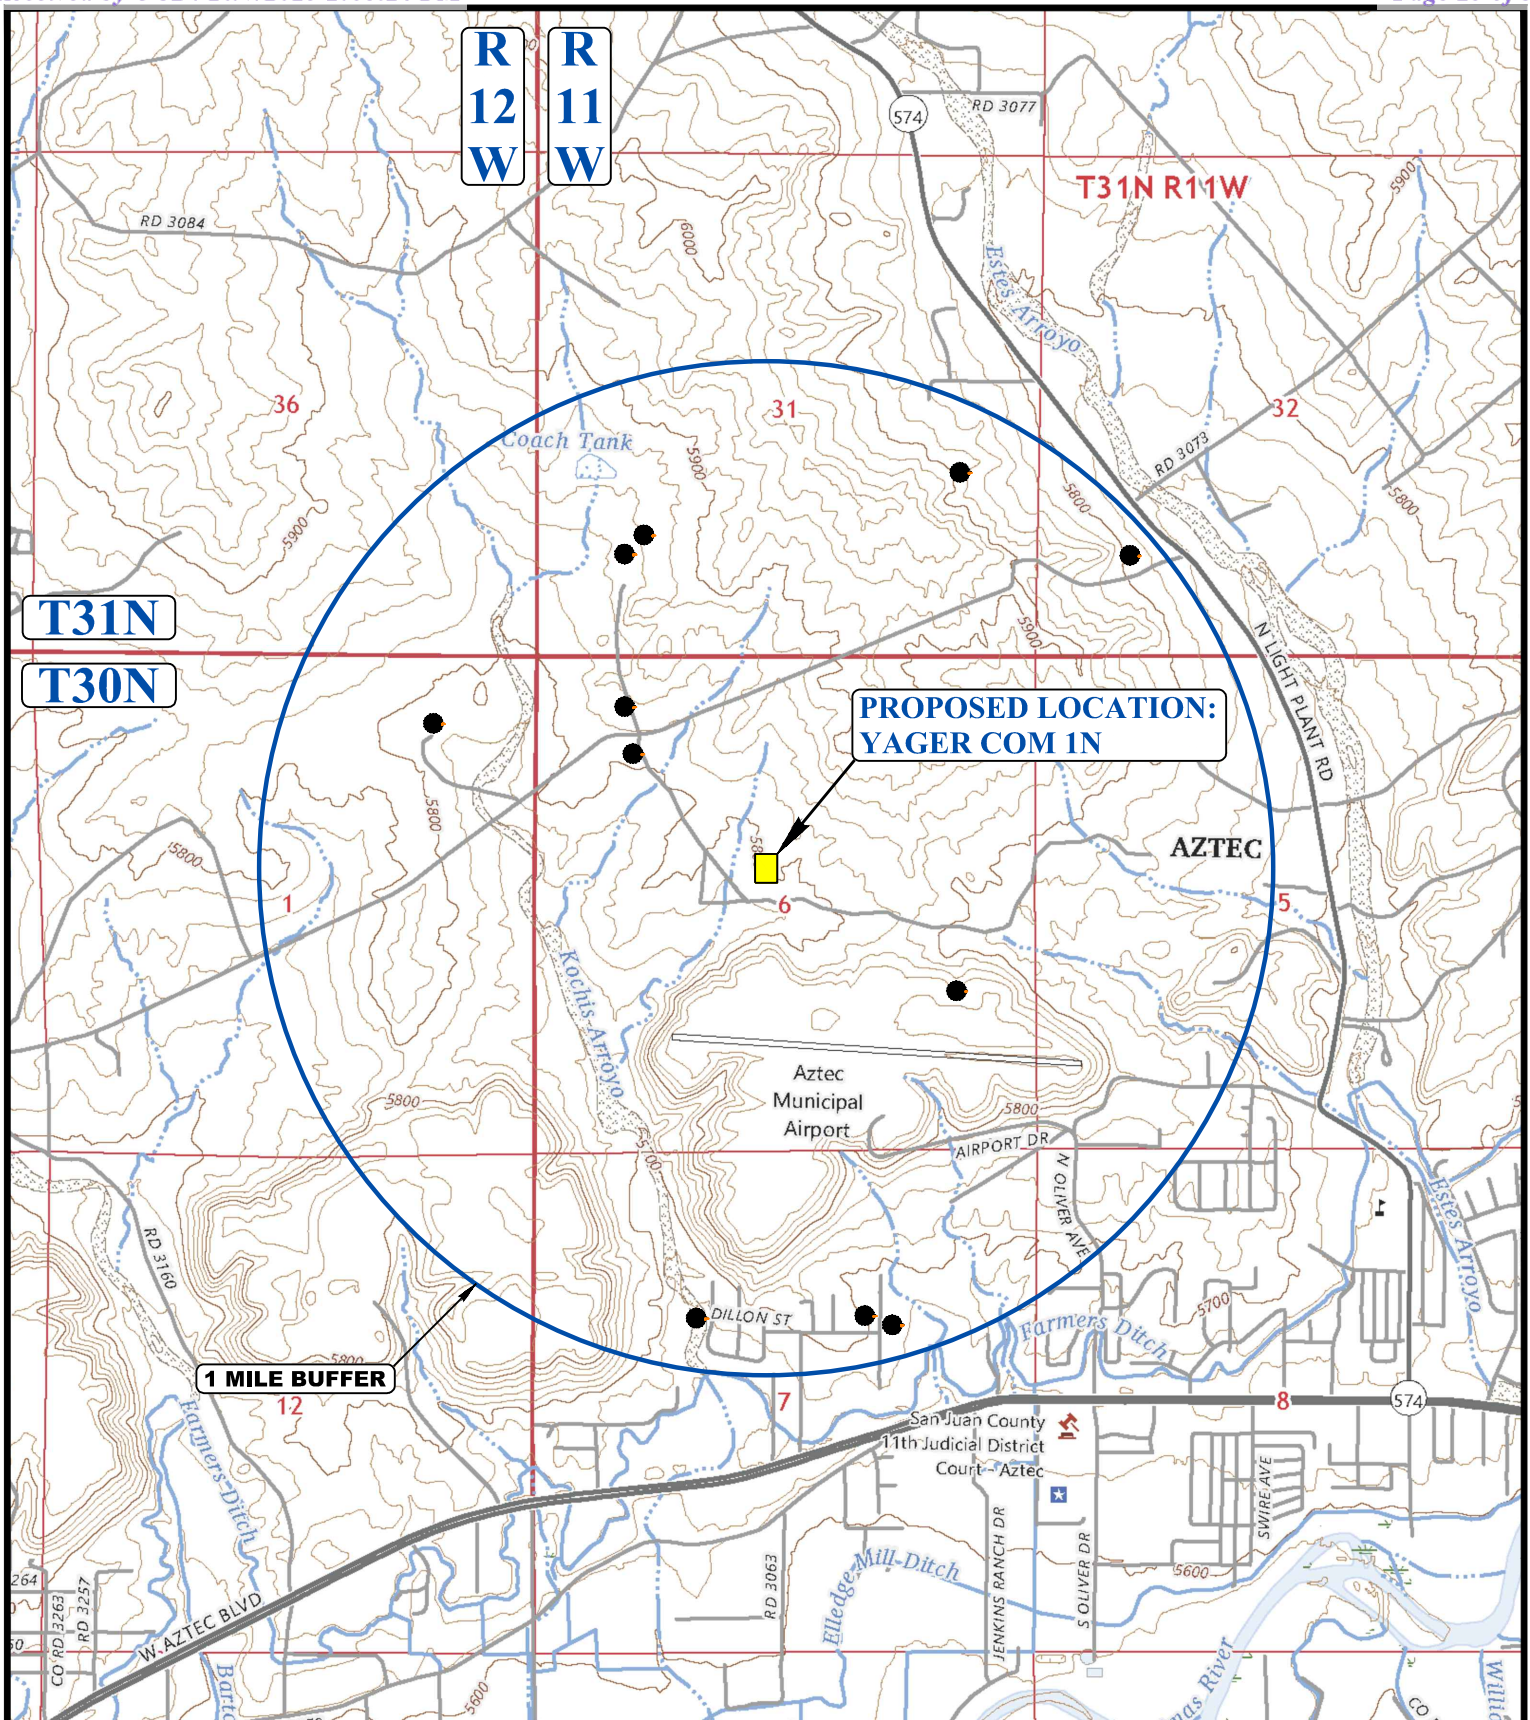 R
12
W
R
11
W
574
RD 3077
T31N R11W
5900
RD 3084
6000
Estes Arroyo
36
31
32
Coach Tank
5900
RD 3073
5800
5800
5900
T31N
5900
N LIGHT PLANT RD
T30N
PROPOSED LOCATION:
YAGER COM 1N
5800
5800
AZTEC
1
6
5
Kochis Arroyo
Aztec
Municipal
Airport
5800
5800
AIRPORT DR
5700
N OLIVER AVE
Estes Arroyo
RD 3160
DILLON ST
5700
Farmers Ditch
5800
1 MILE BUFFER
12
7
8
574
San Juan County
11th Judicial District
Court - Aztec
Farmers Ditch
SWIRE AVE
JENKINS RANCH DR
S OLIVER DR
RD 3063
Elledge Mill Ditch
5600
264
CO RD 3263
RD 3257
W AZTEC BLVD
5600